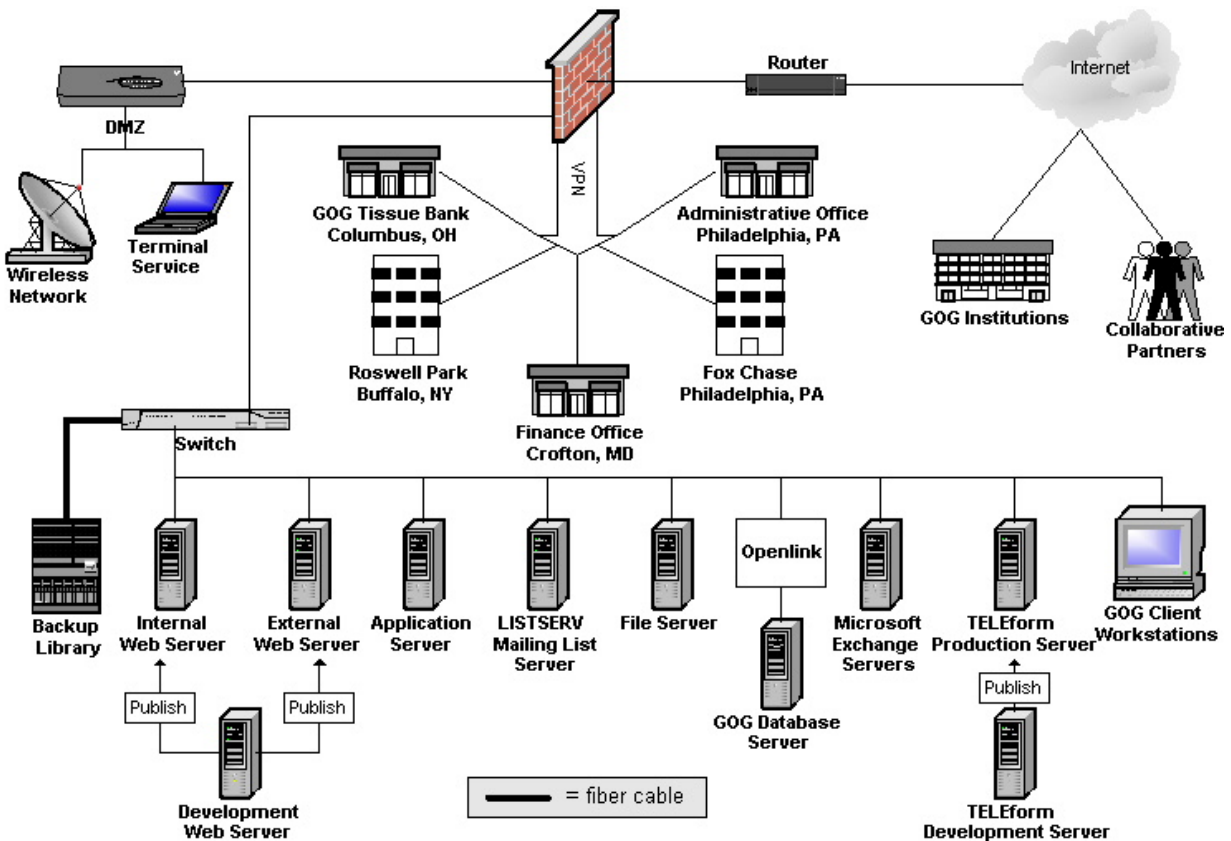 Router
Internet
DMZ
VPN
GOG Tissue Bank
Columbus, OH
Administrative Office
Philadelphia, PA
Terminal
Service
Wireless
Network
GOG Institutions
Collaborative
Partners
Roswell Park
Buffalo, NY
Fox Chase
Philadelphia, PA
Finance Office
Crofton, MD
Switch
Openlink
Backup
Library
Internal
Web Server
External
Web Server
Application
Server
LISTSERV
Mailing List
Server
File Server
Microsoft
Exchange
Servers
TELEform
Production Server
GOG Client
Workstations
Publish
Publish
GOG Database
Server
Publish
Development
Web Server
= fiber cable
TELEform
Development Server